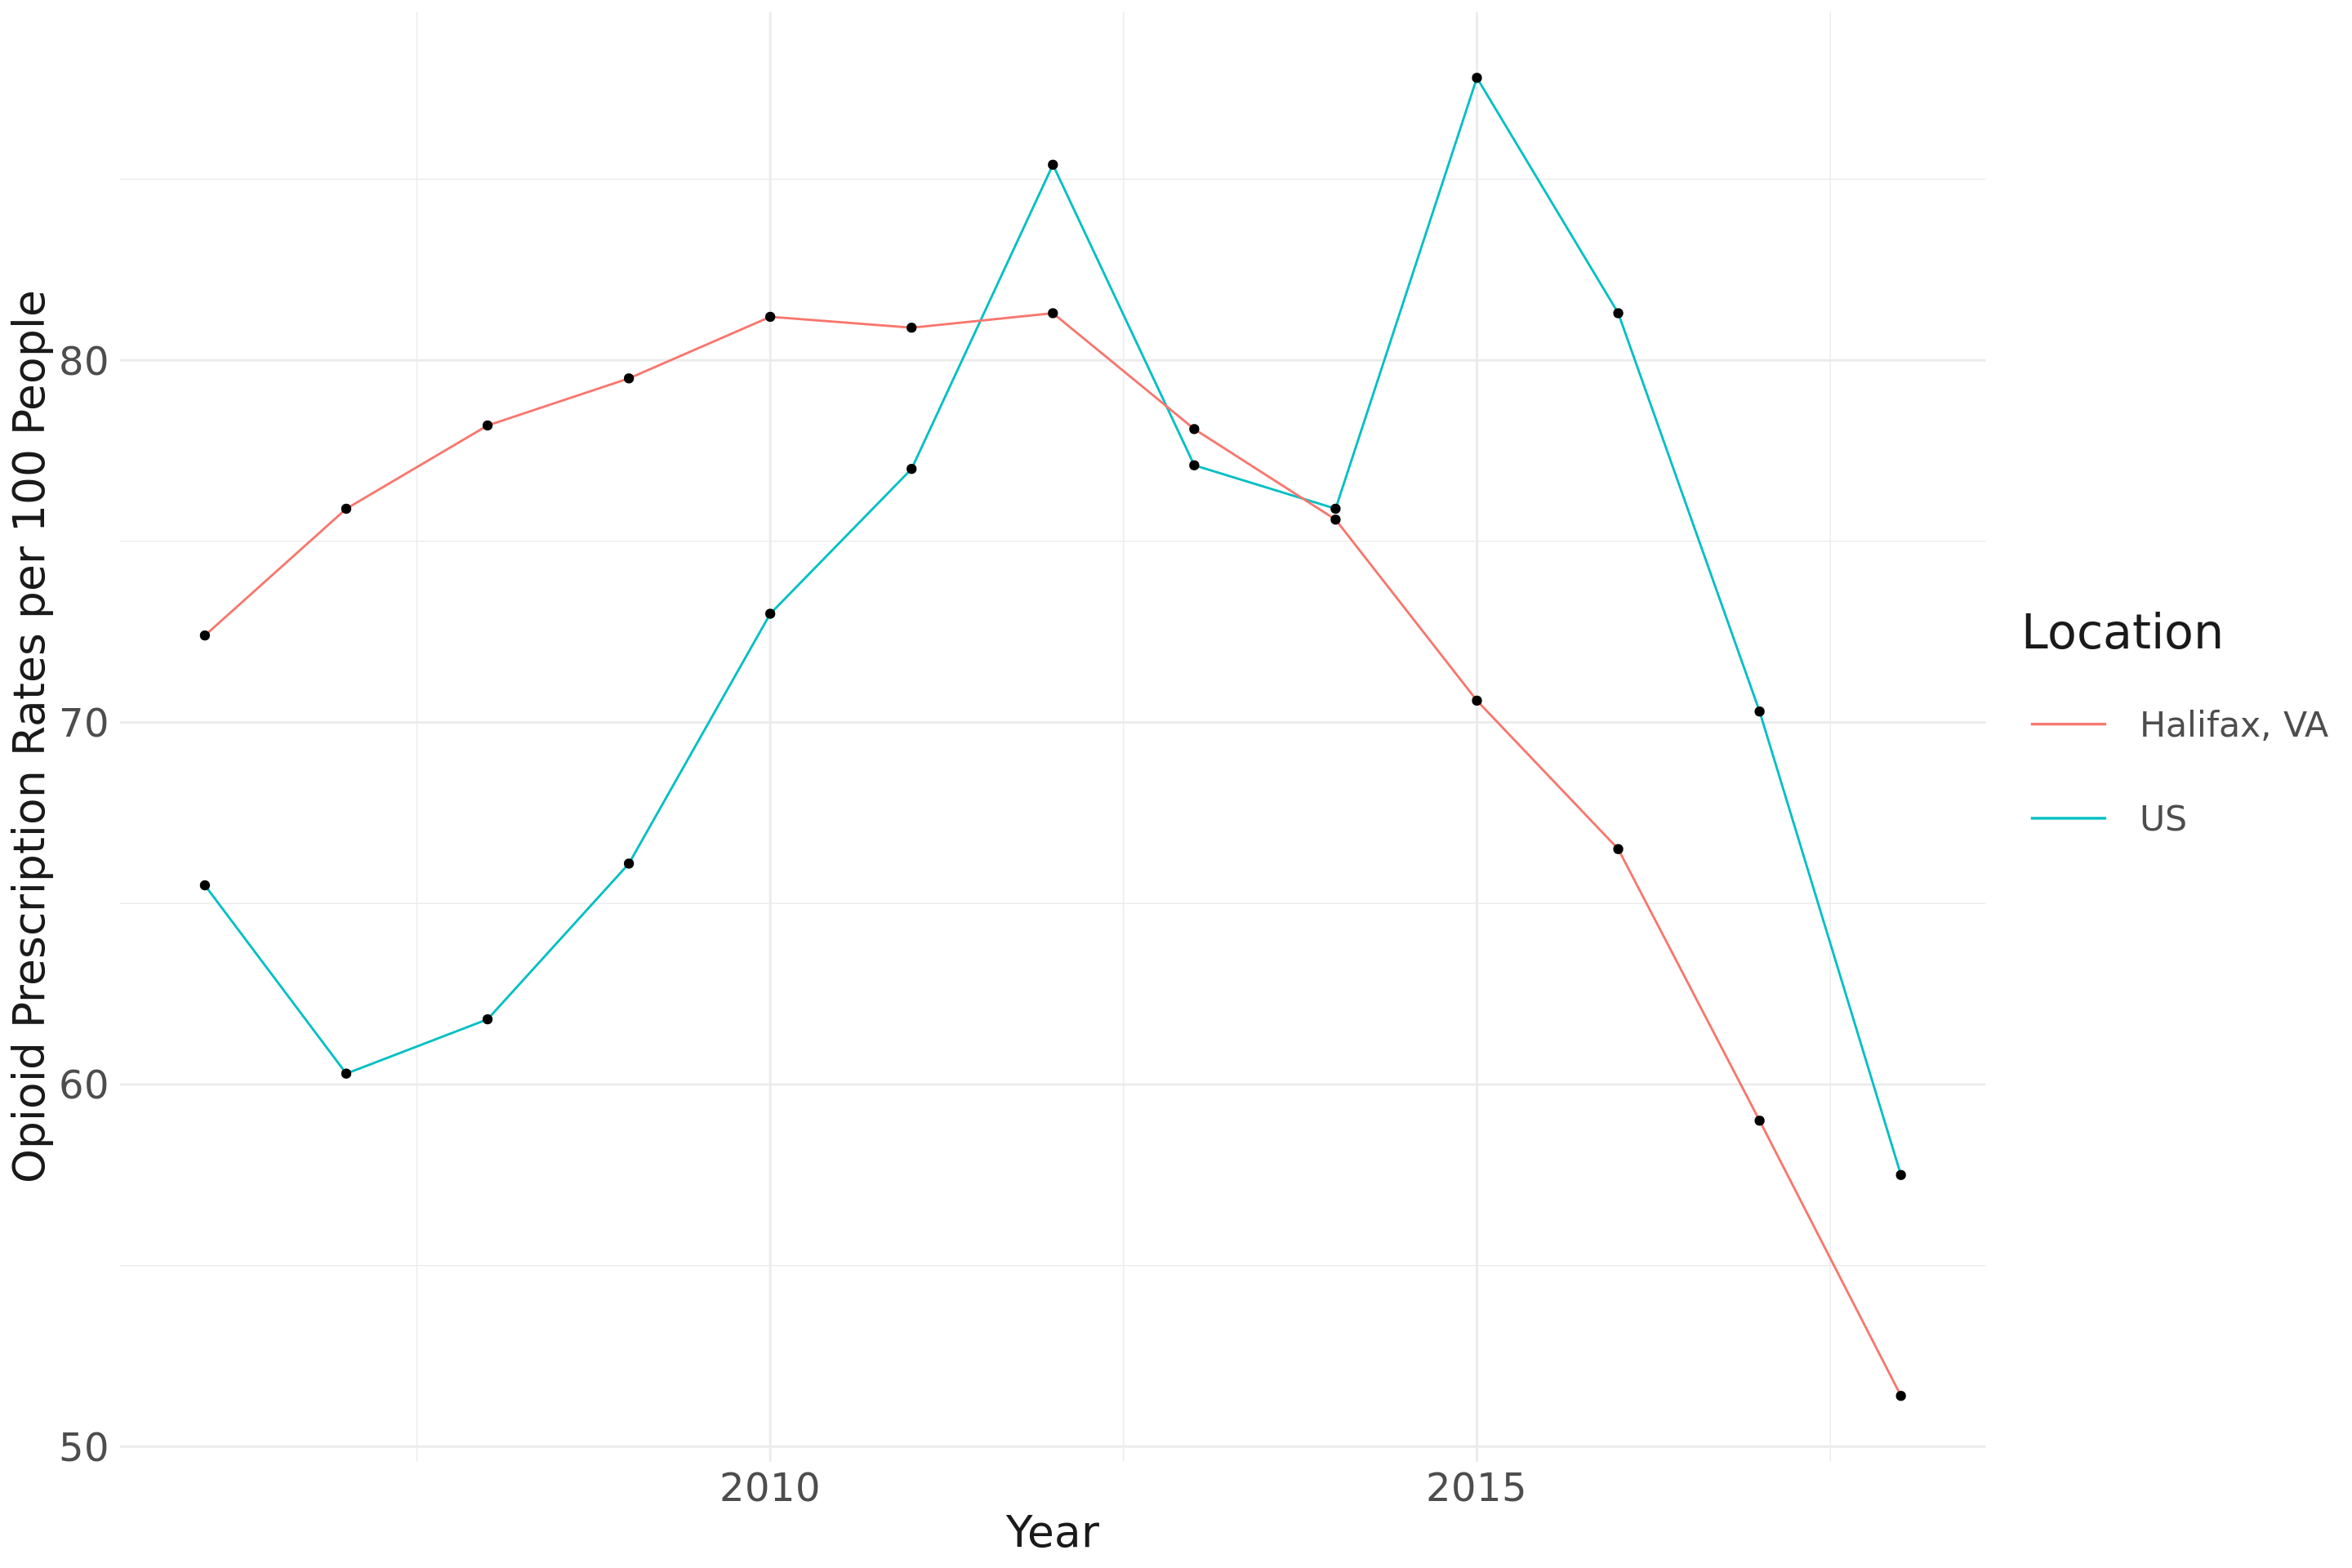 Opioid Prescription Rates per 100 People
80
70
60
50
2010
2015
Year
Location
Halifax, VA
US